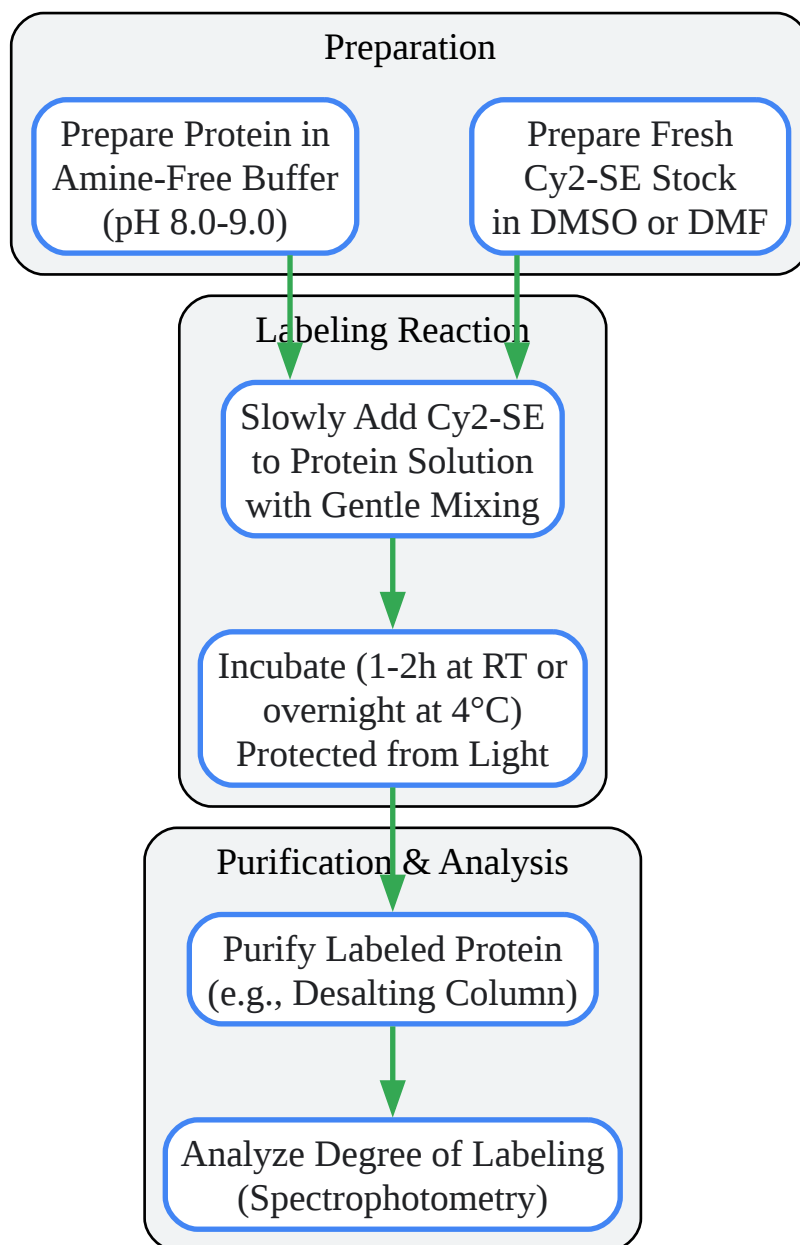 Preparation
Prepare Protein in
Amine-Free Buffer
(pH 8.0-9.0)
Prepare Fresh
Cy2-SE Stock
in DMSO or DMF
Labeling Reaction
Slowly Add Cy2-SE
to Protein Solution
with Gentle Mixing
Incubate (1-2h at RT or
overnight at 4°C)
Protected from Light
Purification & Analysis
Purify Labeled Protein
(e.g., Desalting Column)
Analyze Degree of Labeling
(Spectrophotometry)